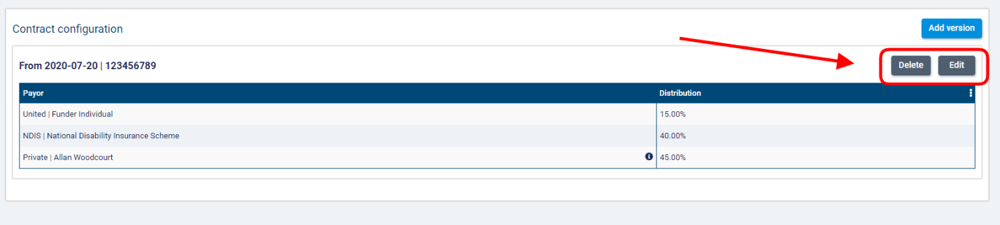 Contract configuration
Add version
From 2020-07-20 | 123456789
Delete
Edit
Payor
Distribution
United | Funder Individual
15.00%
NDIS | National Disability Insurance Scheme
40.00%
Private | Allan Woodcourt
45.00%